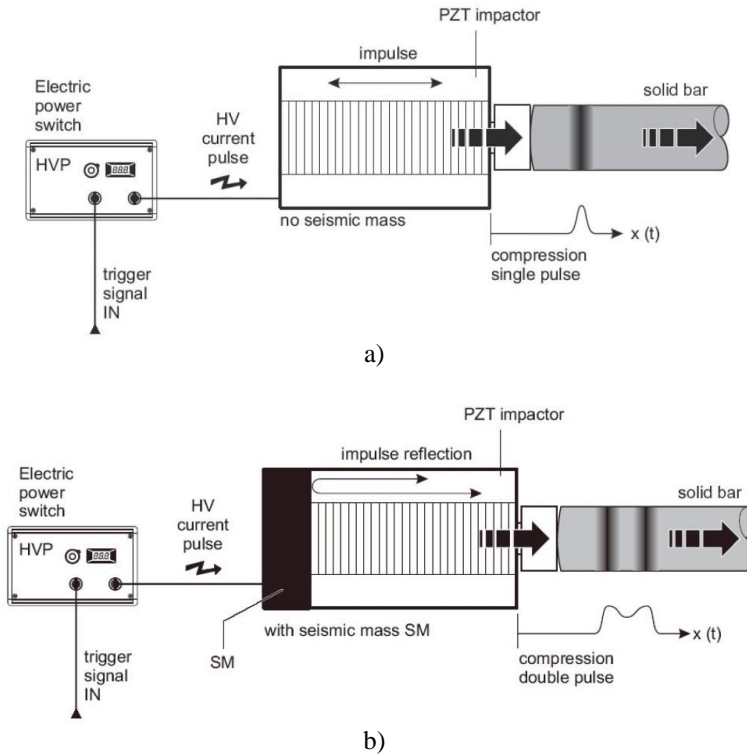 PZT impactor
impulse
solid bar
Electric
power
switch
HV
current
pulse
HVP
888
no seismic mass
x (t)
trigger
signal
IN
compression
single pulse
a)
PZT impactor
impulse reflection
solid bar
Electric
power
switch
HV
current
pulse
HVP
888
with seismic mass SM
x (t)
SM
trigger
signal
IN
compression
double pulse
b)